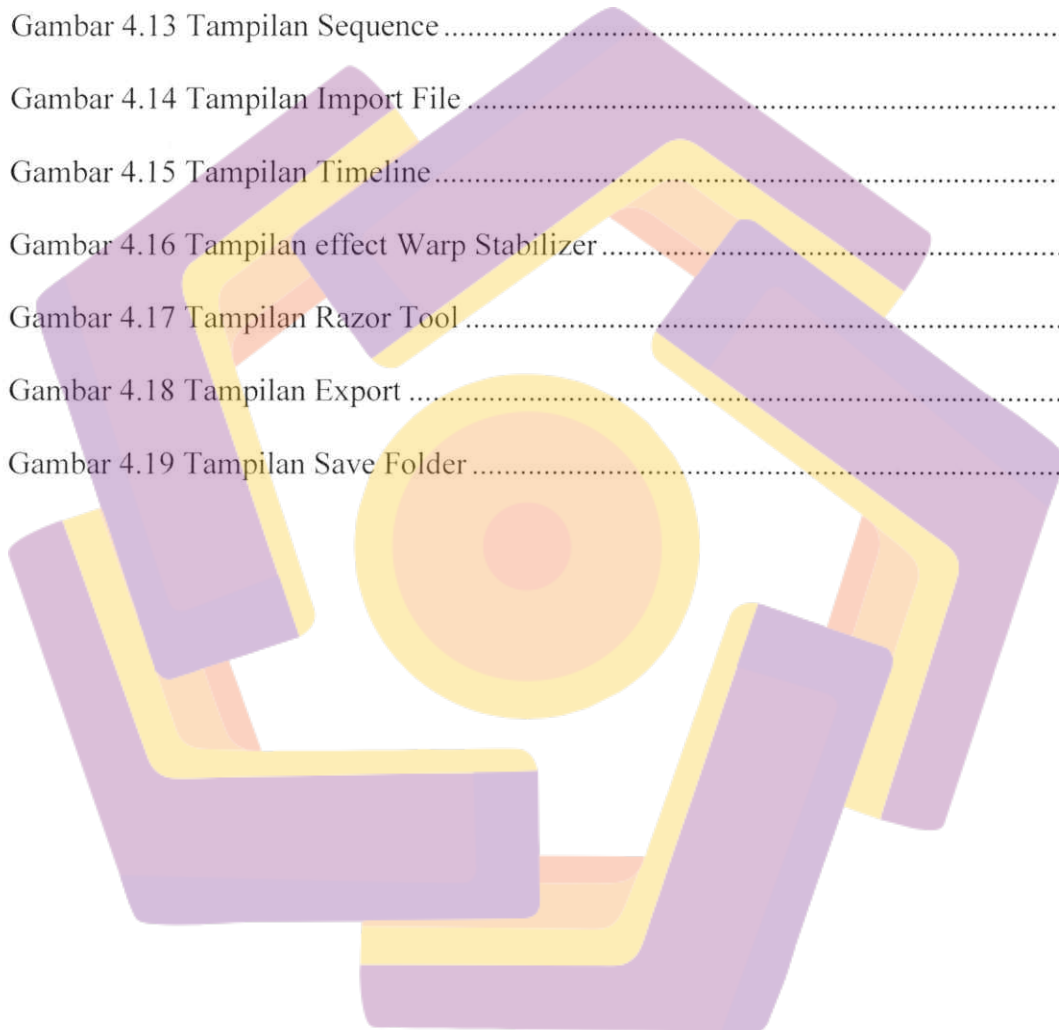 Gambar 4.13 Tampilan Sequence................................................................................
Gambar 4.14 Tampilan Import File............................................................................
Gambar 4.15 Tampilan Timeline.................................................................................
Gambar 4.16 Tampilan effect Warp Stabilizer..........................................................
Gambar 4.17 Tampilan Razor Tool............................................................................
Gambar 4.18 Tampilan Export ...................................................................................
Gambar 4.19 Tampilan Save Folder...........................................................................